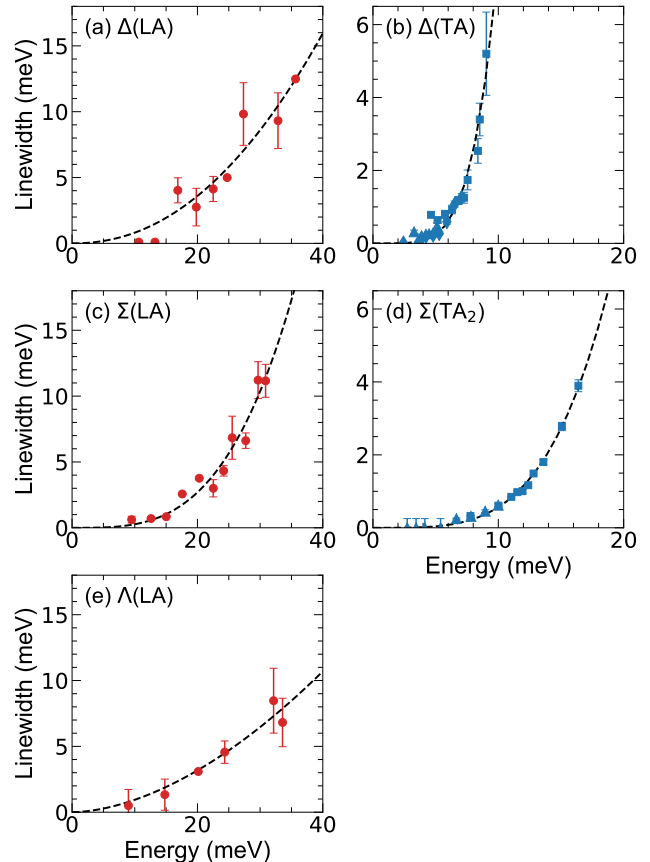 (a) Δ(LA)
Linewidth (meV)
15
10
5
0
0 20 40
(b) Δ(TA)
6
4
2
0
0 10 20
(c) Σ(LA)
Linewidth (meV)
15
10
5
0
0 20 40
(d) Σ(TA₂)
6
4
2
0
0 10 20
Energy (meV)
(e) Λ(LA)
Linewidth (meV)
15
10
5
0
0 20 40
Energy (meV)